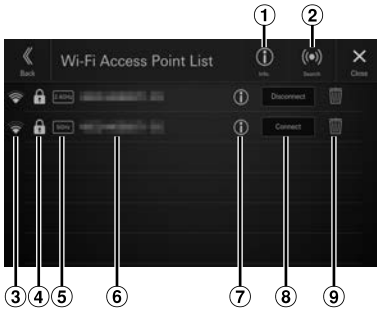 ① ②
Back Wi-Fi Access Point List Info. Search Close
2.4GHz Disconnect
5GHz Connect
③ ④ ⑤ ⑥ ⑦ ⑧ ⑨